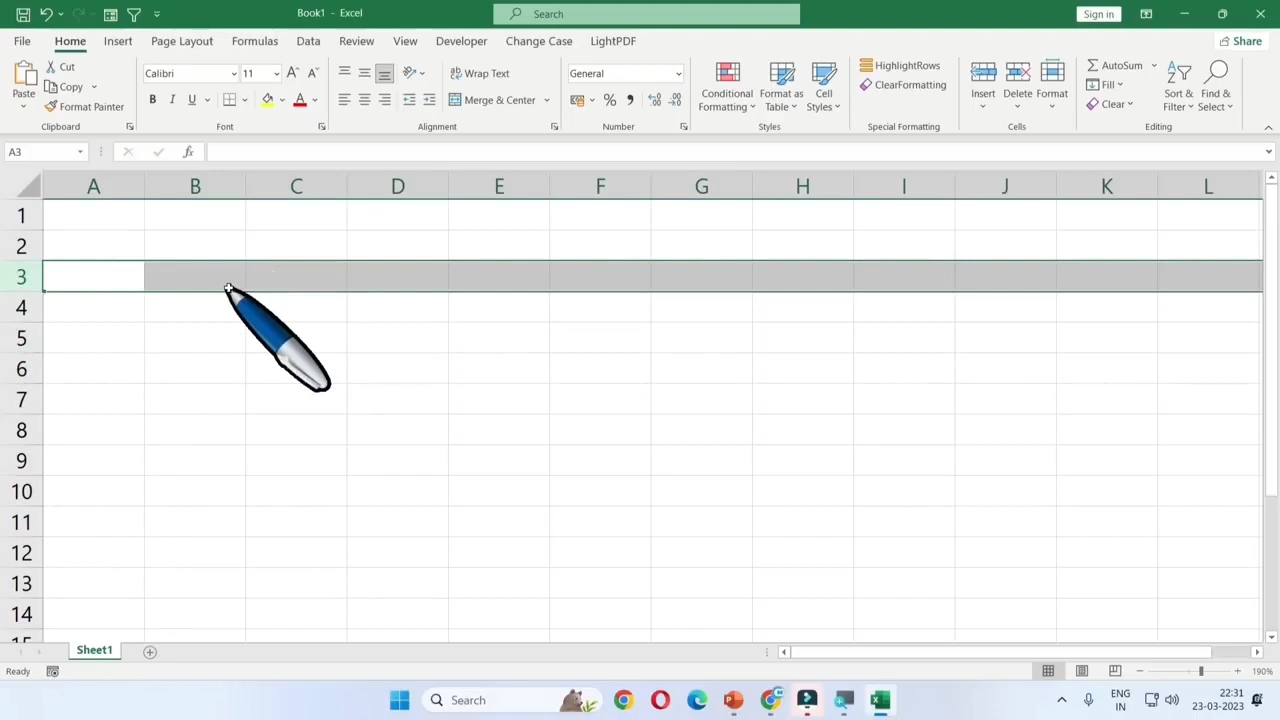 Book1 - Excel
Search
Sign in
File Home Insert Page Layout Formulas Data Review View Developer Change Case LightPDF
Share
Paste
Cut
Copy
Format Painter
Clipboard
Calibri 11
B I U
Font
Wrap Text
Merge & Center
Alignment
General
Number
Conditional Formatting
Format as Table
Cell Styles
Styles
HighlightRows
ClearFormatting
Special Formatting
Insert Delete Format
Cells
AutoSum
Fill
Clear
Sort & Filter
Find & Select
Editing
A3
fx
A B C D E F G H I J K L
1
2
3
4
5
6
7
8
9
10
11
12
13
14
15
Sheet1
Ready
190%
Search
ENG
IN
22:31
23-03-2023